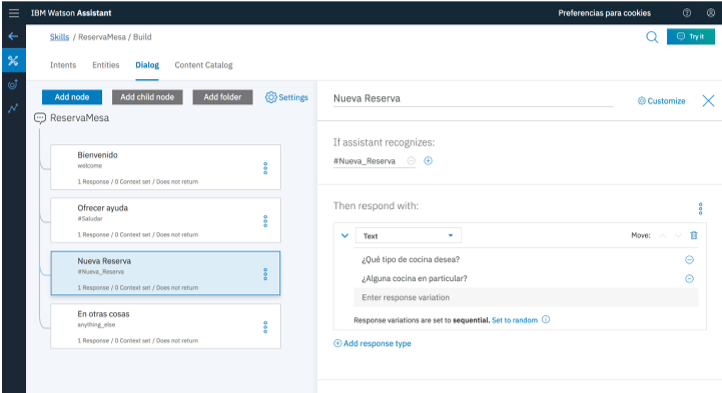 IBM Watson Assistant
Preferencias para cookies
Skills / ReservaMesa / Build
Try it
Intents Entities Dialog Content Catalog
Add node Add child node Add folder Settings
ReservaMesa
Bienvenido
welcome
1 Response / 0 Context set / Does not return
Ofrecer ayuda
#Saludar
1 Response / 0 Context set / Does not return
Nueva Reserva
#Nueva_Reserva
1 Response / 0 Context set / Does not return
En otras cosas
anything_else
1 Response / 0 Context set / Does not return
Nueva Reserva
Customize
If assistant recognizes:
#Nueva_Reserva
Then respond with:
Text
Move:
¿Qué tipo de cocina desea?
¿Alguna cocina en particular?
Enter response variation
Response variations are set to sequential. Set to random
Add response type